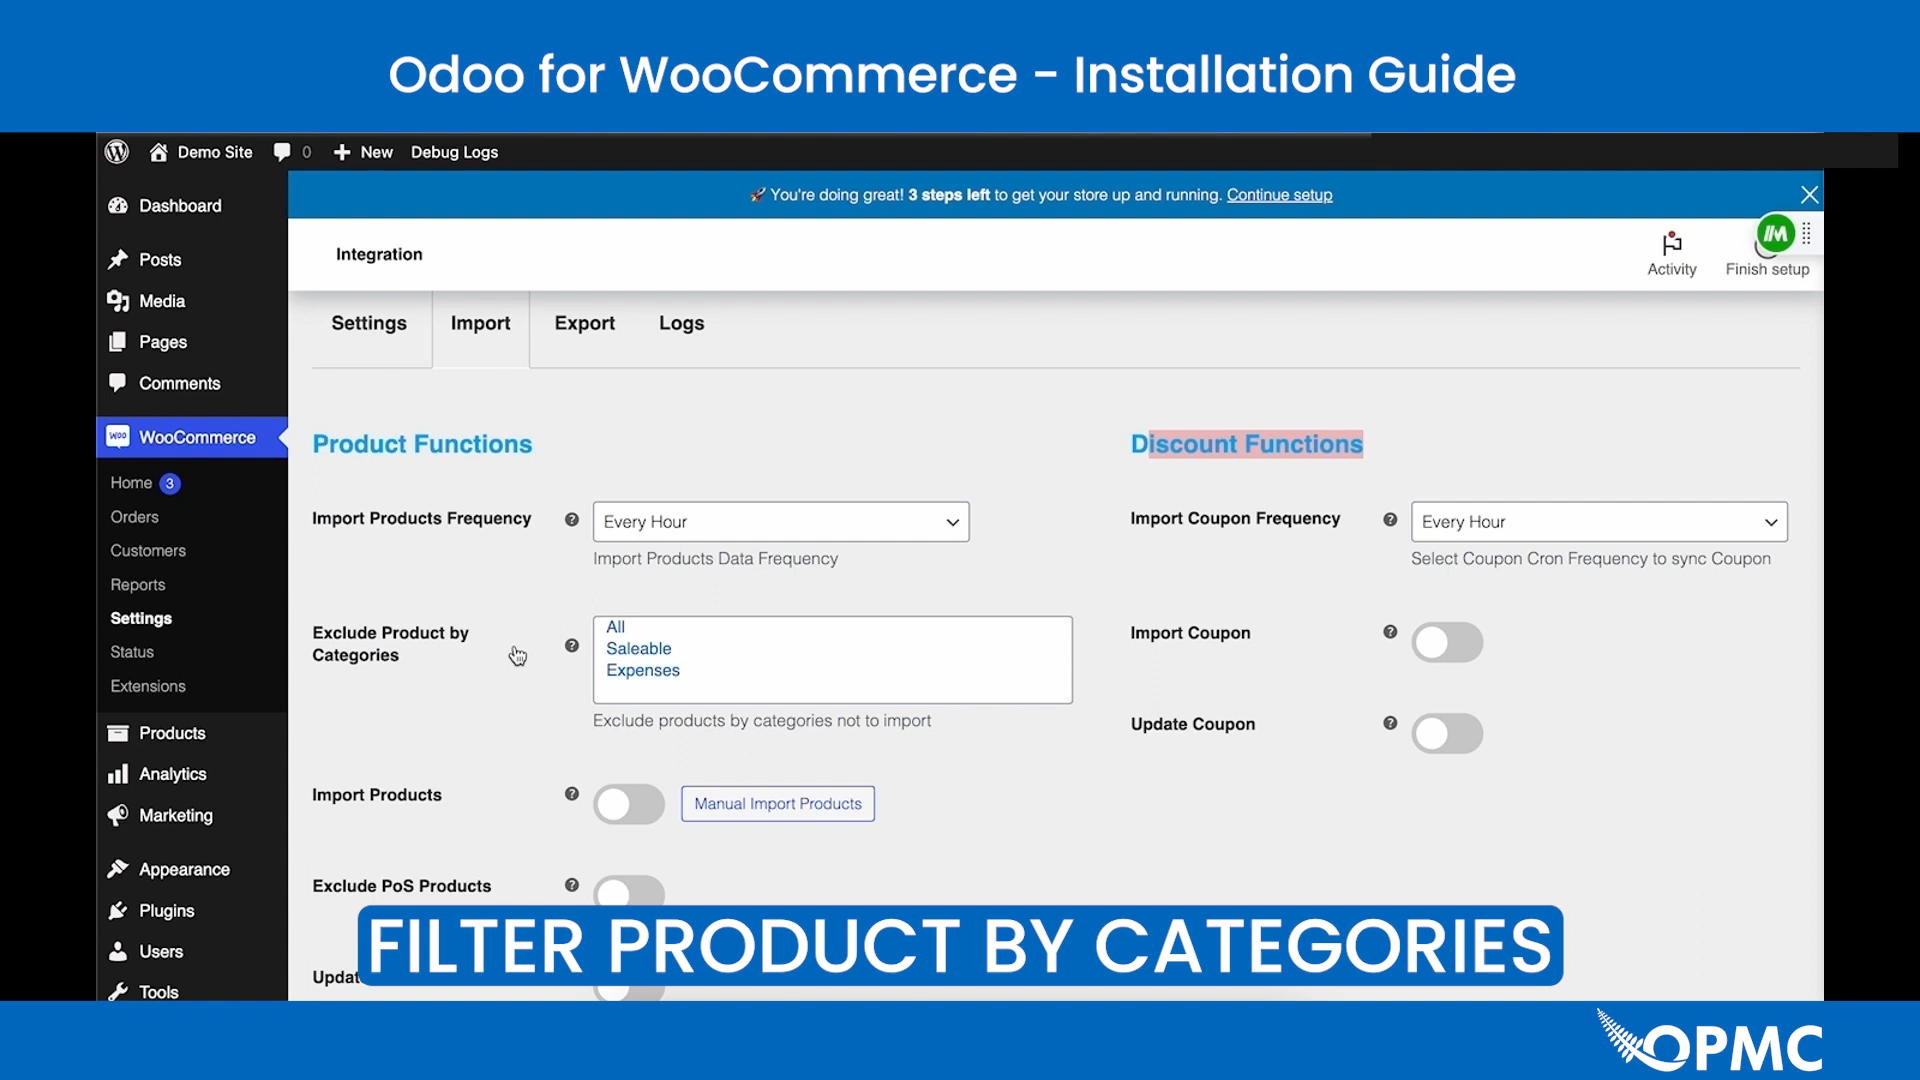 Odoo for WooCommerce - Installation Guide
Demo Site
0
New
Debug Logs
🚀 You're doing great! 3 steps left to get your store up and running. Continue setup
Dashboard
Posts
Media
Pages
Comments
WooCommerce
Home 3
Orders
Customers
Reports
Settings
Status
Extensions
Products
Analytics
Marketing
Appearance
Plugins
Users
Tools
Integration
Activity
Finish setup
Settings
Import
Export
Logs
Product Functions
Import Products Frequency
Every Hour
Import Products Data Frequency
Exclude Product by
Categories
All
Saleable
Expenses
Exclude products by categories not to import
Import Products
Manual Import Products
Exclude PoS Products
Discount Functions
Import Coupon Frequency
Every Hour
Select Coupon Cron Frequency to sync Coupon
Import Coupon
Update Coupon
FILTER PRODUCT BY CATEGORIES
OPMC